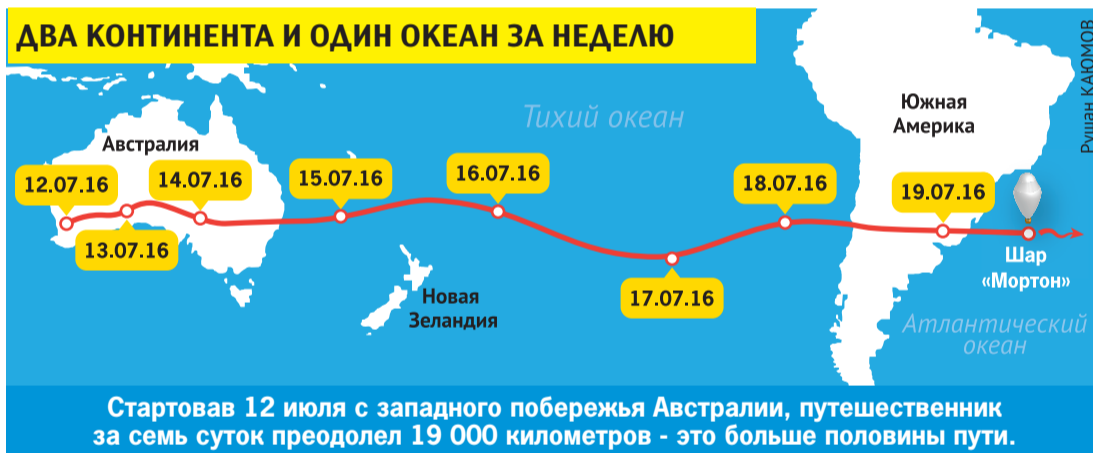 ДВА КОНТИНЕНТА И ОДИН ОКЕАН ЗА НЕДЕЛЮ
Рушан КАЮМОВ
Тихий океан
Южная
Америка
Австралия
12.07.16
13.07.16
14.07.16
15.07.16
16.07.16
17.07.16
18.07.16
19.07.16
Шар
«Мортон»
Новая
Зеландия
Атлантический
океан
Стартовав 12 июля с западного побережья Австралии, путешественник
за семь суток преодолел 19 000 километров - это больше половины пути.